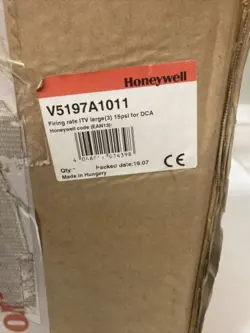 Honeywell
V5197A1011
Firing rate ITV large(3) 15psi for DCA
Honeywell code (EAN13):
Qty:
Packed date:16.07
Made in Hungary
CE